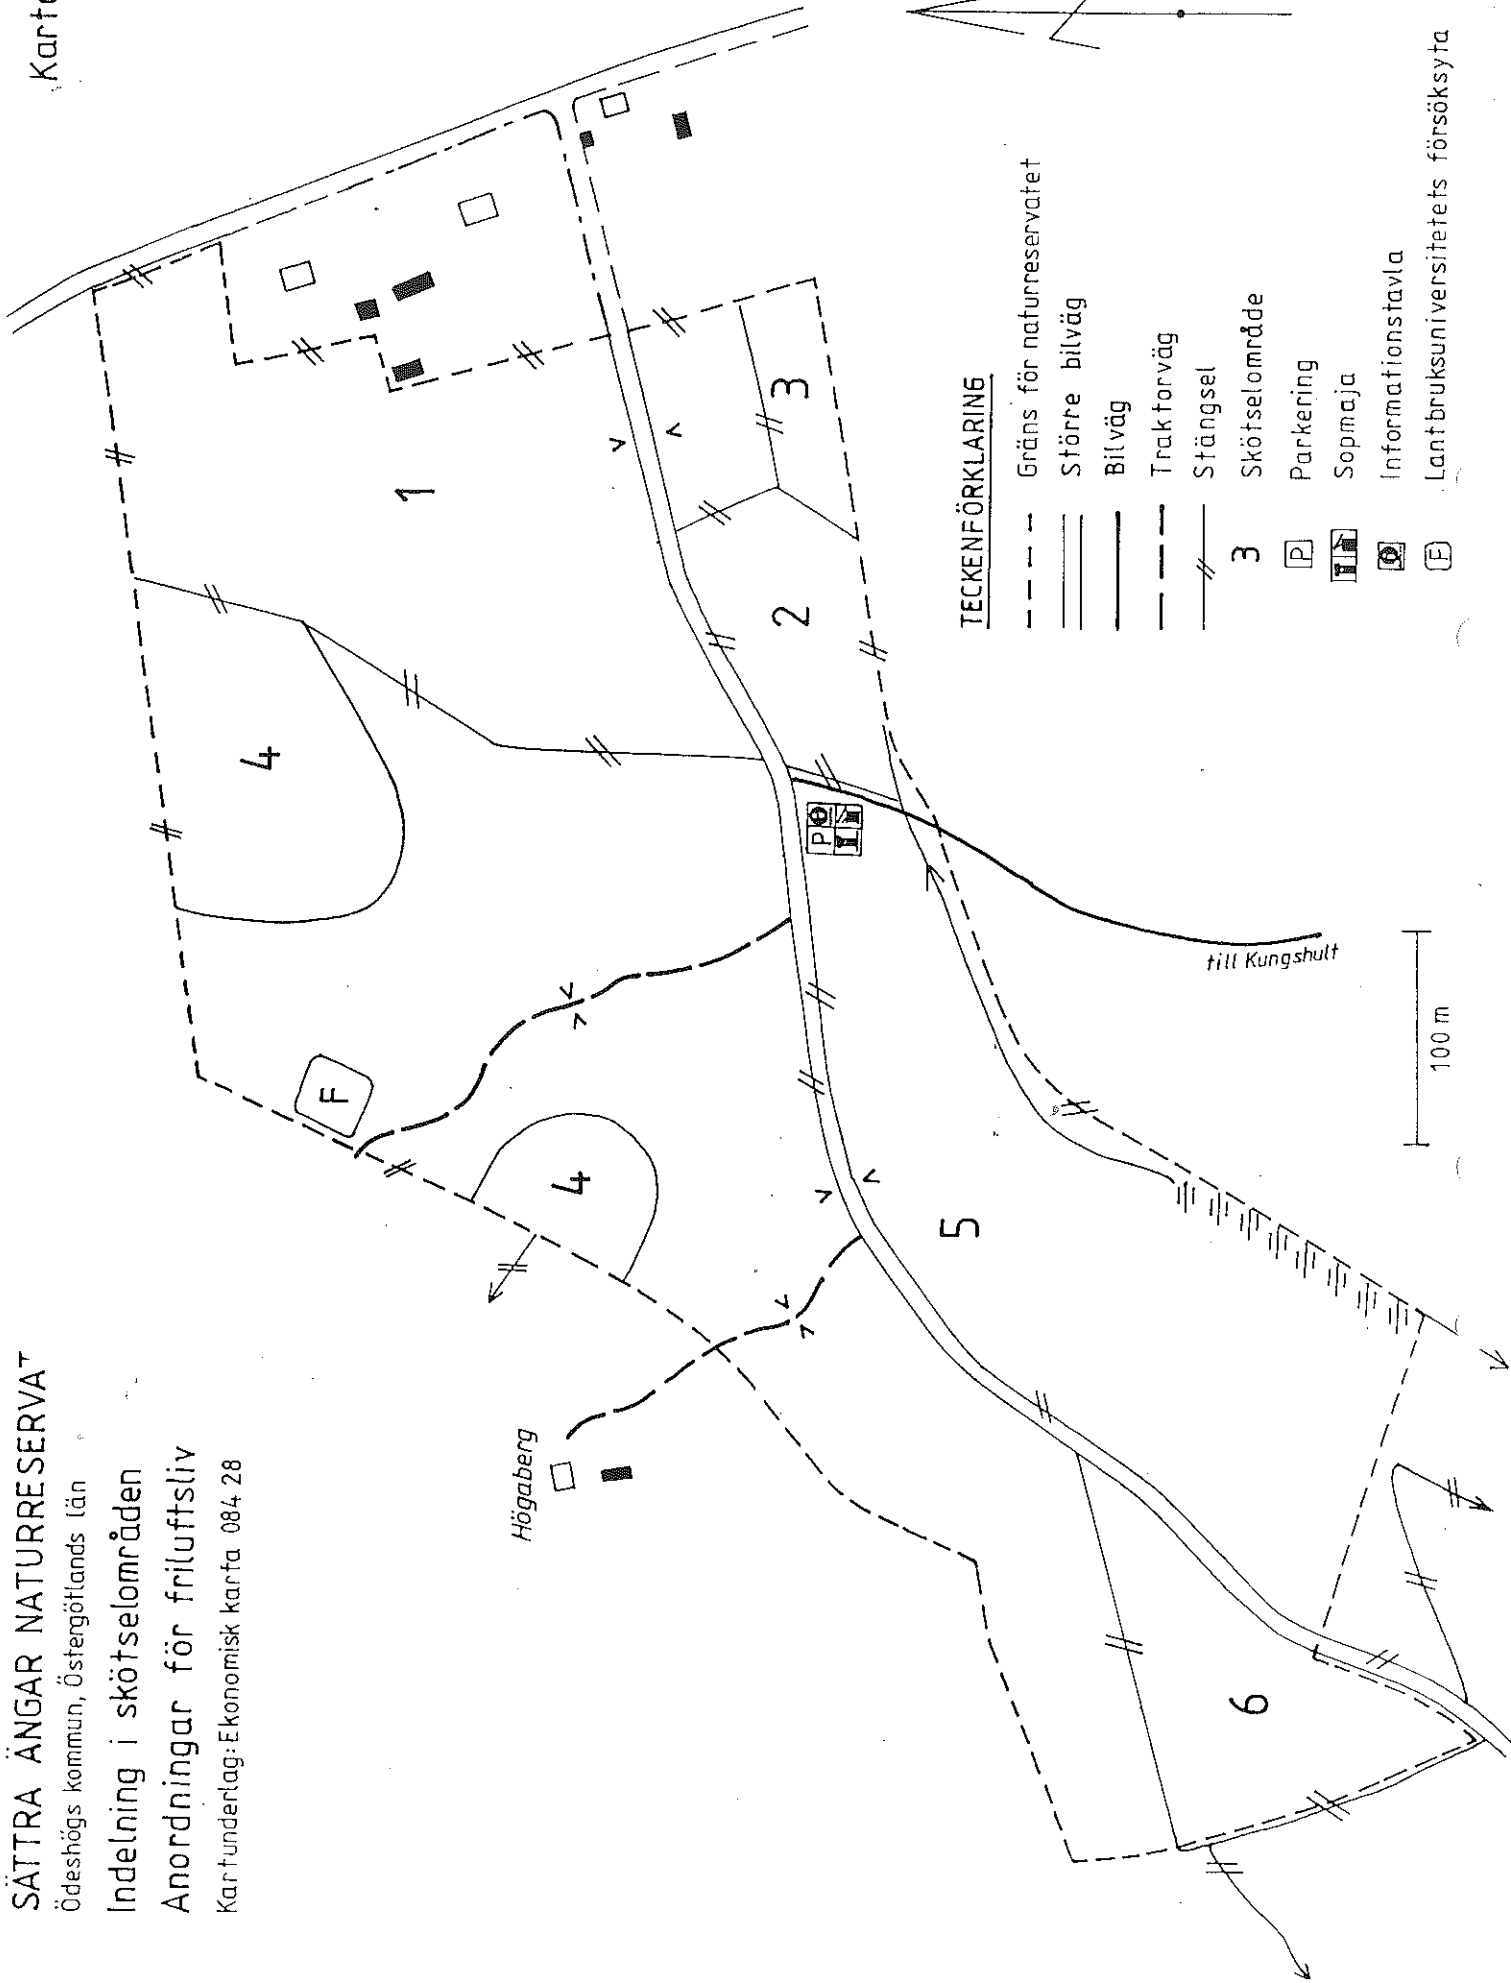 SÄTTRA ÄNGAR NATURRESERVAT
Ödeshögs kommun, Östergötlands län
Indelning i skötselområden
Anordningar för friluftsliv
Kartunderlag: Ekonomisk karta 084 28
Högaberg
F
4
4
1
3
2
5
6
P
till Kungshult
100 m
TECKENFÖRKLARING
Gräns för naturreservatet
Större bilväg
Bilväg
Traktorväg
Stängsel
3 Skötselområde
P Parkering
Sopmaja
Informationstavla
F Lantbruksuniversitetets försöksyta